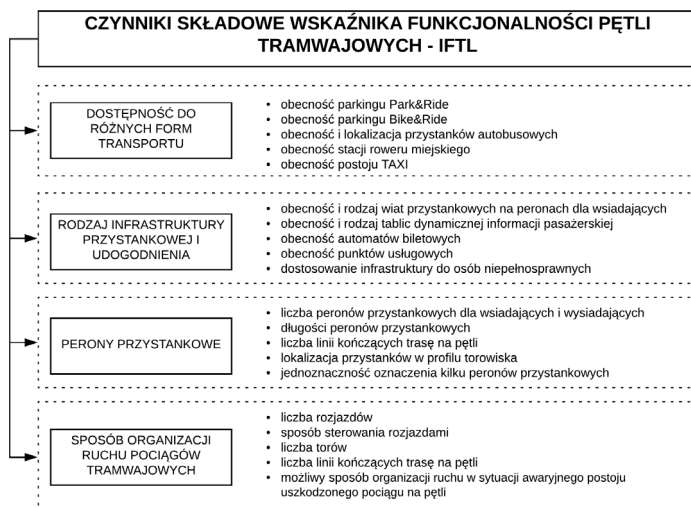 CZYNNIKI SKŁADOWE WSKAŹNIKA FUNKCJONALNOŚCI PĘTLI
TRAMWAJOWYCH - IFTL
DOSTĘPNOŚĆ DO
RÓŻNYCH FORM
TRANSPORTU
• obecność parkingu Park&Ride
• obecność parkingu Bike&Ride
• obecność i lokalizacja przystanków autobusowych
• obecność stacji roweru miejskiego
• obecność postoju TAXI
RODZAJ INFRASTRUKTURY
PRZYSTANKOWEJ I
UDOGODNIENIA
• obecność i rodzaj wiat przystankowych na peronach dla wsiadających
• obecność i rodzaj tablic dynamicznej informacji pasażerskiej
• obecność automatów biletowych
• obecność punktów usługowych
• dostosowanie infrastruktury do osób niepełnosprawnych
PERONY PRZYSTANKOWE
• liczba peronów przystankowych dla wsiadających i wysiadających
• długości peronów przystankowych
• liczba linii kończących trasę na pętli
• lokalizacja przystanków w profilu torowiska
• jednoznaczność oznaczenia kilku peronów przystankowych
SPOSÓB ORGANIZACJI
RUCHU POCIĄGÓW
TRAMWAJOWYCH
• liczba rozjazdów
• sposób sterowania rozjazdami
• liczba torów
• liczba linii kończących trasę na pętli
• możliwy sposób organizacji ruchu w sytuacji awaryjnego postoju
uszkodzonego pociągu na pętli